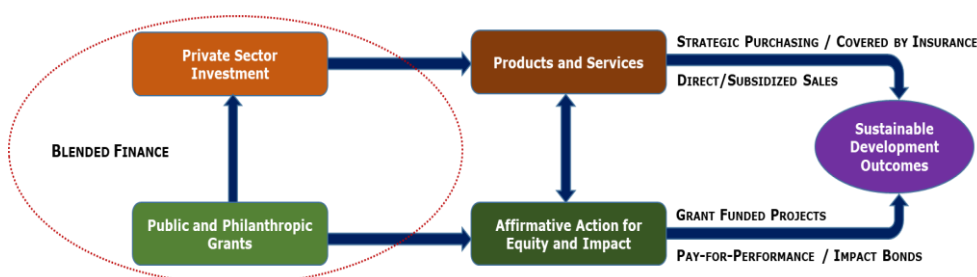 Private Sector
Investment
Products and Services
STRATEGIC PURCHASING / COVERED BY INSURANCE
DIRECT/SUBSIDIZED SALES
BLENDED FINANCE
Sustainable
Development
Outcomes
Public and Philanthropic
Grants
Affirmative Action for
Equity and Impact
GRANT FUNDED PROJECTS
PAY-FOR-PERFORMANCE / IMPACT BONDS